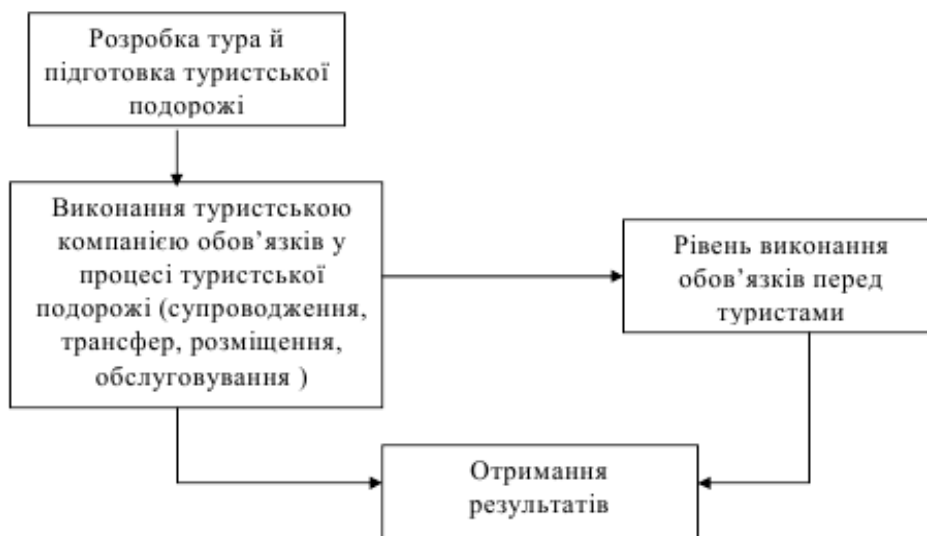 Розробка тура й
підготовка туристської
подорожі
Виконання туристською
компанією обов’язків у
процесі туристської
подорожі (супроводження,
трансфер, розміщення,
обслуговування )
Рівень виконання
обов’язків перед
туристами
Отримання
результатів